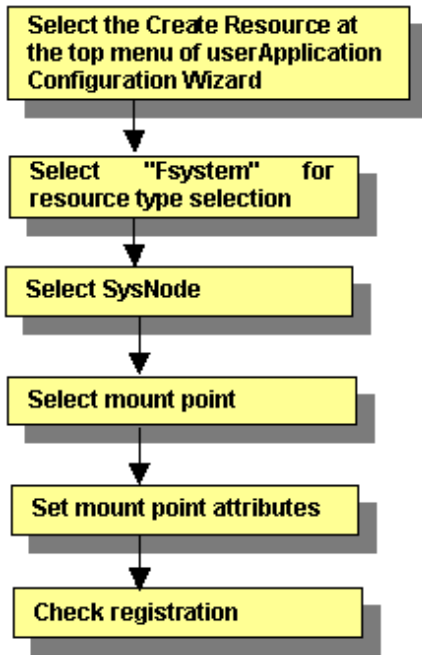 Select the Create Resource at
the top menu of userApplication
Configuration Wizard
Select "Fsystem" for
resource type selection
Select SysNode
Select mount point
Set mount point attributes
Check registration